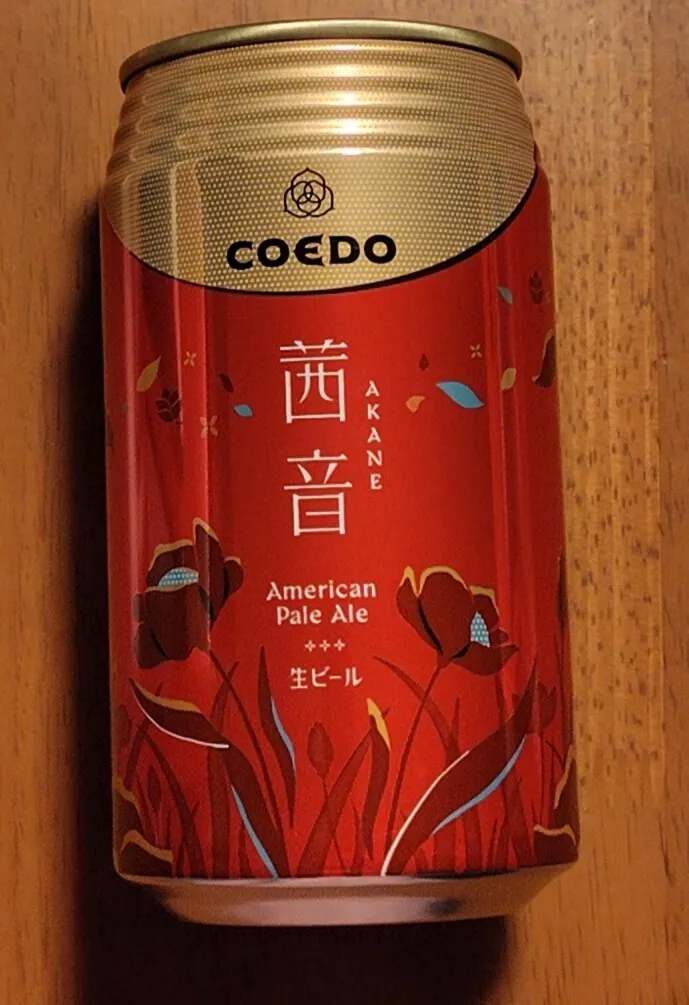 COEDO
茜音
AKANE
American
Pale Ale
生ビール